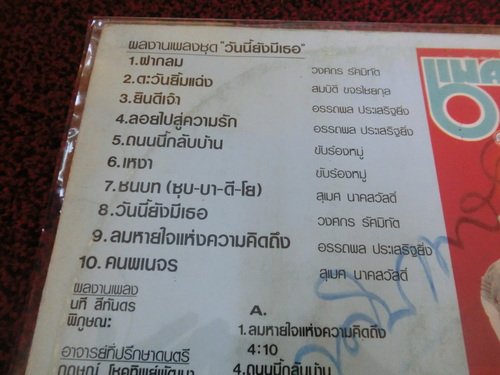 ผลงานเพลงชุด "วันนี้ยังมีเธอ"
1.ฟากลม วงศกร รัศมิทัต
2.ตะวันยิ้มแฉ่ง สมบัติ ขจรไชยกุล
3.ยินดีเจ้า อรรถพล ประเสริฐยิ่ง
4.ลอยไปสู่ความรัก อรรถพล ประเสริฐยิ่ง
5.ถนนนี้กลับบ้าน ขับร้องหมู่
6.เหงา ขับร้องหมู่
7.ชนบท (ชุบ-บา-ดี-โย) สุเมศ นาคสวัสดิ์
8.วันนี้ยังมีเธอ วงศกร รัศมิทัต
9.ลมหายใจแห่งความคิดถึง อรรถพล ประเสริฐยิ่ง
10.คนพเนจร สุเมศ นาคสวัสดิ์
ผลงานเพลง
นที สีทันดร
พิภูษณะ
อาจารย์ที่ปรึกษาดนตรี
A.
1.ลมหายใจแห่งความคิดถึง
4:10
4.ถนนนี้กลับบ้าน